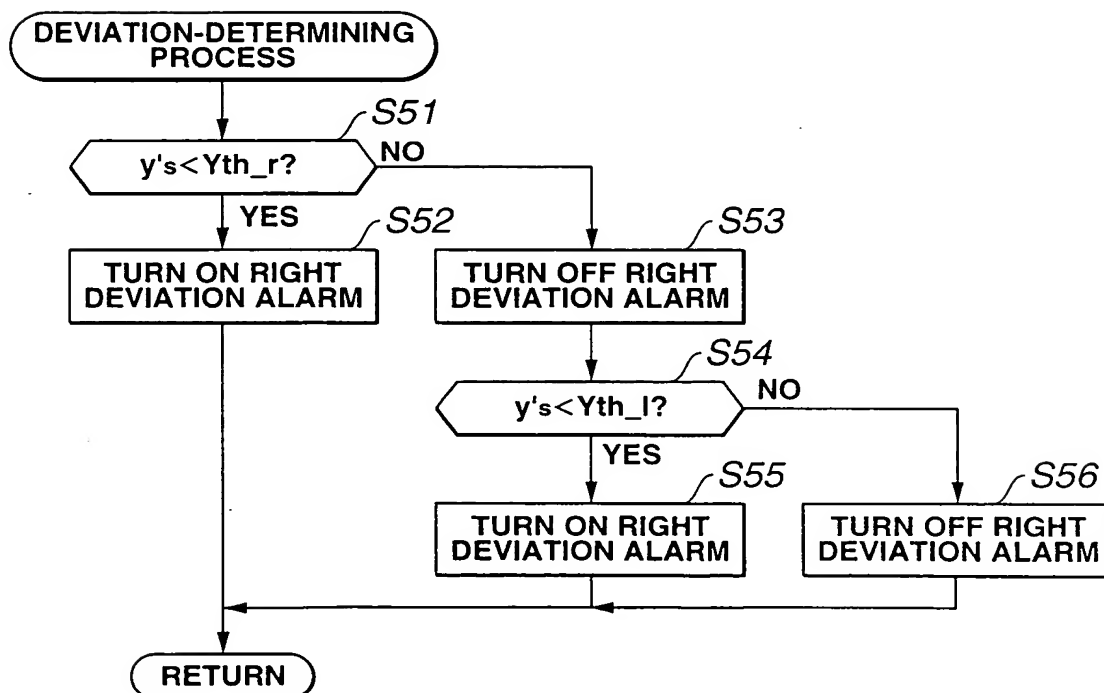 DEVIATION-DETERMINING
PROCESS
S51
y's<Yth_r?
NO
YES
S52
S53
TURN ON RIGHT
DEVIATION ALARM
TURN OFF RIGHT
DEVIATION ALARM
S54
y's<Yth_l?
NO
YES
S55
S56
TURN ON RIGHT
DEVIATION ALARM
TURN OFF RIGHT
DEVIATION ALARM
RETURN